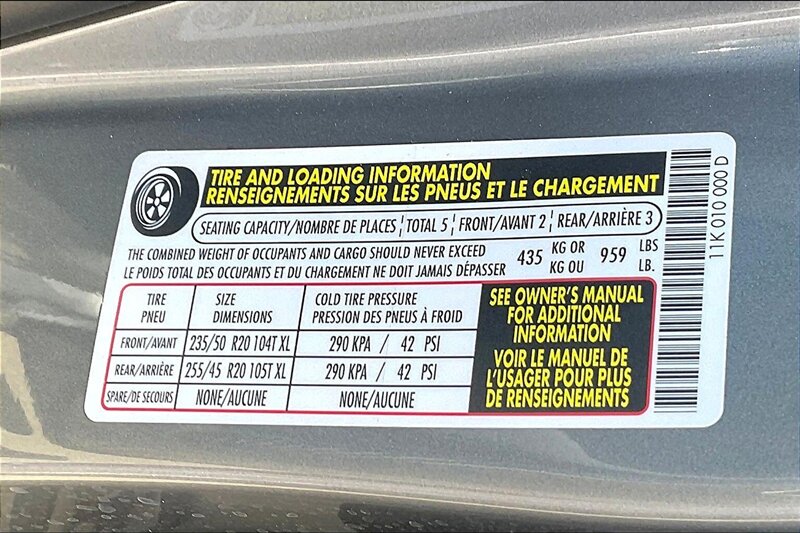 TIRE AND LOADING INFORMATION
RENSEIGNEMENTS SUR LES PNEUS ET LE CHARGEMENT
SEATING CAPACITY/NOMBRE DE PLACES TOTAL 5 FRONT/AVANT 2 REAR/ARRIÈRE 3
THE COMBINED WEIGHT OF OCCUPANTS AND CARGO SHOULD NEVER EXCEED 435 KG OR 959 LBS
LE POIDS TOTAL DES OCCUPANTS ET DU CHARGEMENT NE DOIT JAMAIS DÉPASSER KG OU LB.
TIRE SIZE COLD TIRE PRESSURE
PNEU DIMENSIONS PRESSION DES PNEUS À FROID
FRONT/AVANT 235/50 R20 104T XL 290 KPA / 42 PSI
REAR/ARRIÈRE 255/45 R20 105T XL 290 KPA / 42 PSI
SPARE/DE SECOURS NONE/AUCUNE NONE/AUCUNE
SEE OWNER'S MANUAL
FOR ADDITIONAL
INFORMATION
VOIR LE MANUEL DE
L'USAGER POUR PLUS
DE RENSEIGNEMENTS
11K 010 000 D